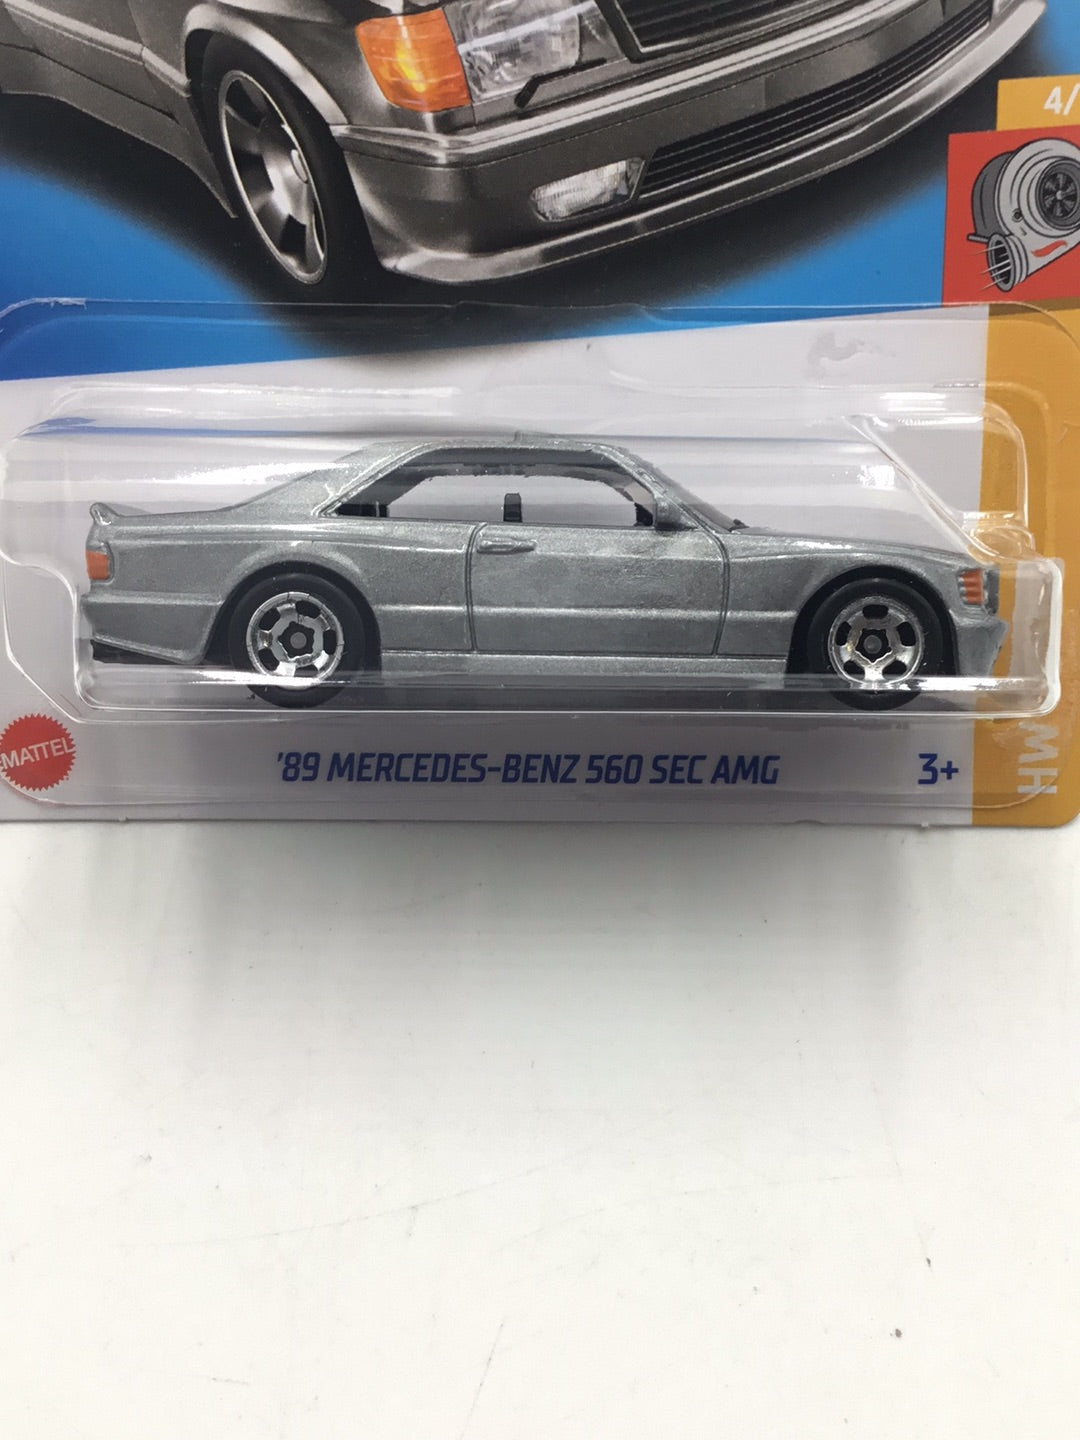 4/
MATTEL
'89 MERCEDES-BENZ 560 SEC AMG
3+
HW